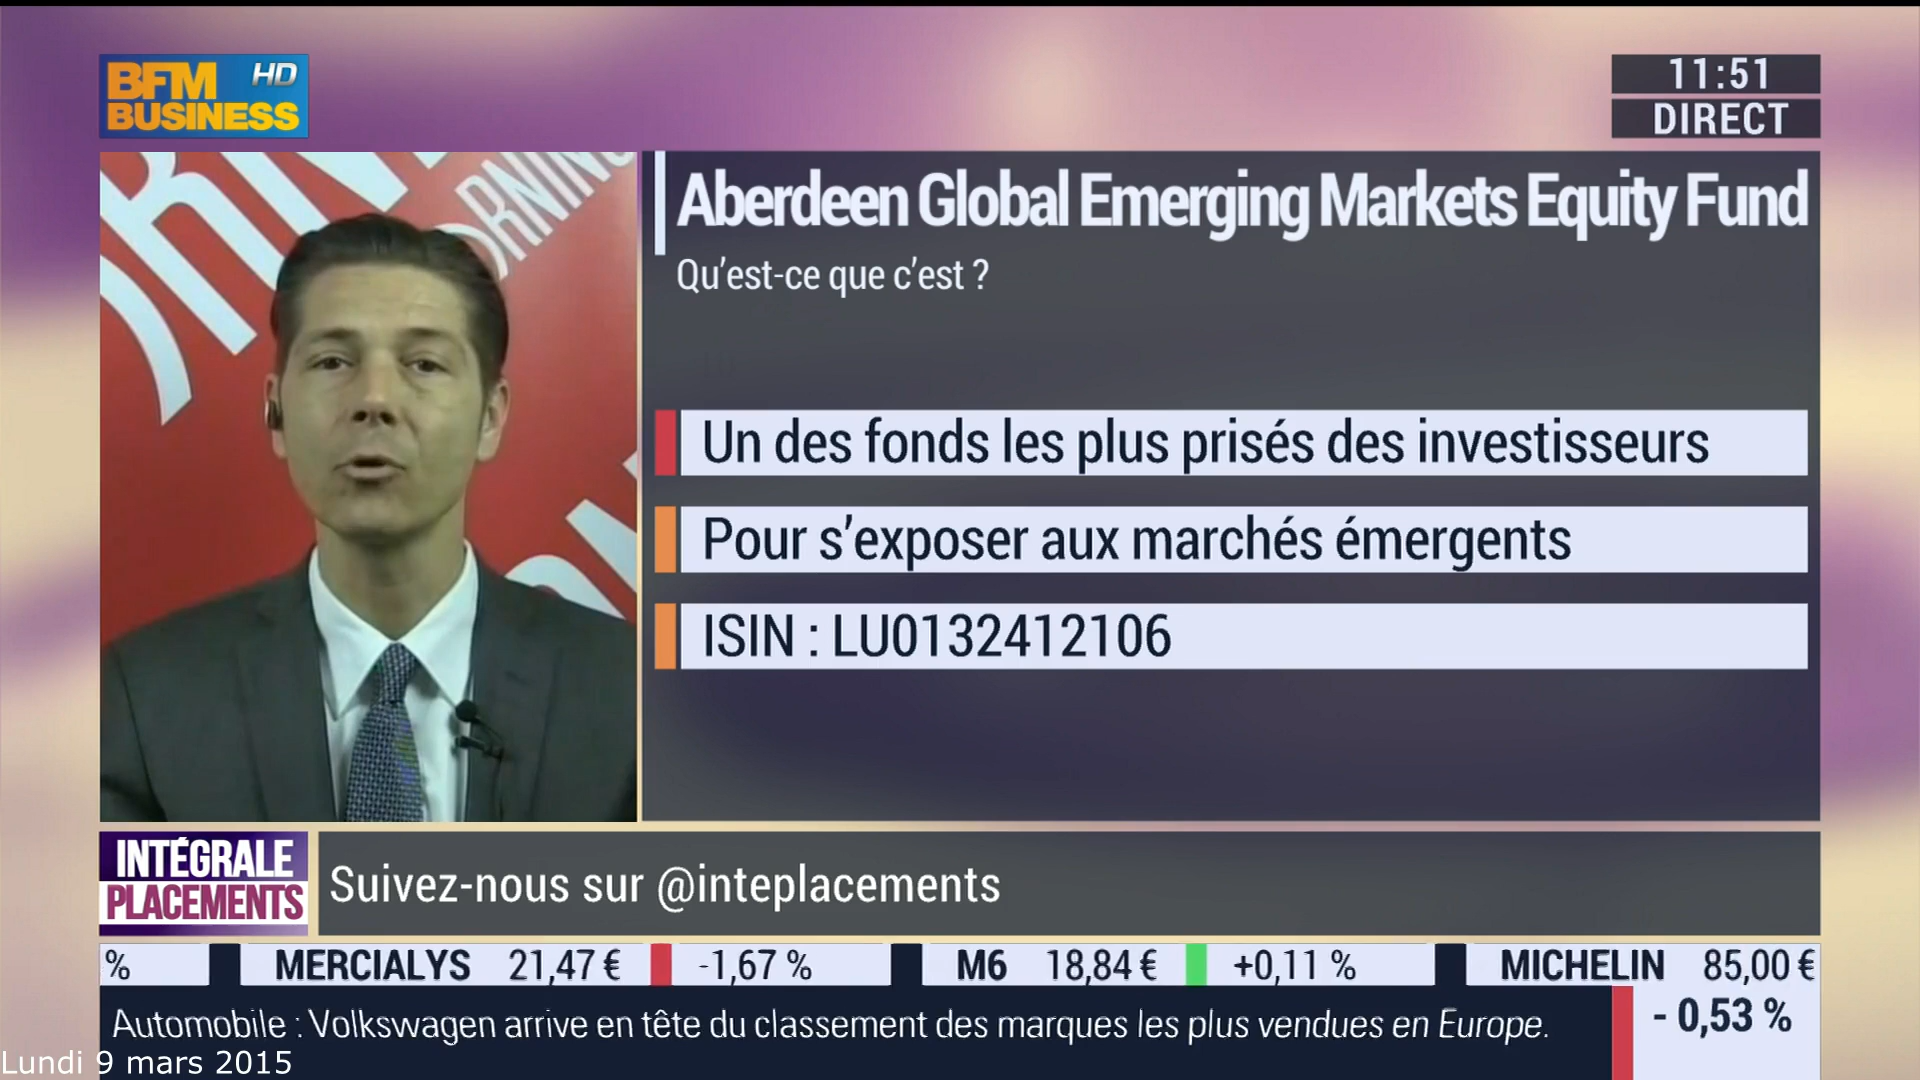 BFM HD
BUSINESS
11:51
DIRECT
ORNING
Aberdeen Global Emerging Markets Equity Fund
Qu'est-ce que c'est ?
Un des fonds les plus prisés des investisseurs
Pour s'exposer aux marchés émergents
ISIN : LU0132412106
INTÉGRALE
PLACEMENTS
Suivez-nous sur @inteplacements
% MERCIALYS 21,47 € -1,67 % M6 18,84 € +0,11 % MICHELIN 85,00 €
Automobile : Volkswagen arrive en tête du classement des marques les plus vendues en Europe.
- 0,53 %
Lundi 9 mars 2015